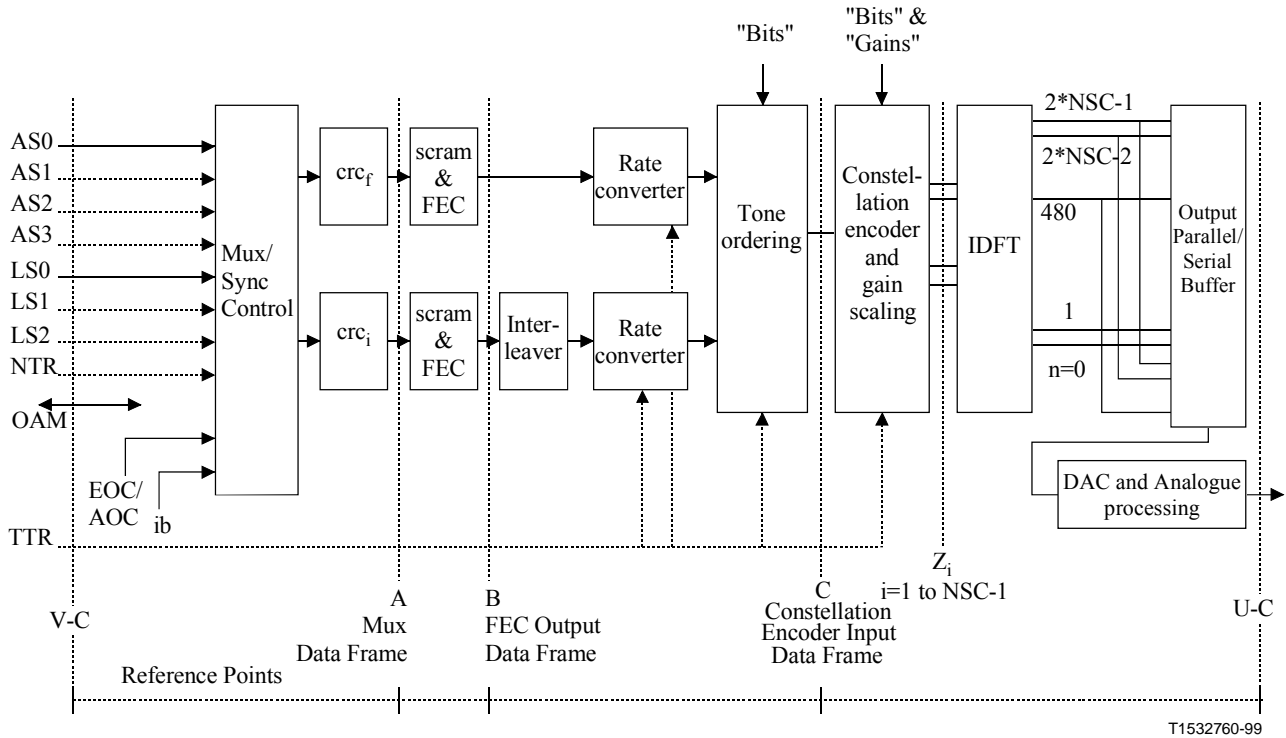 "Bits"
"Bits" &
"Gains"
AS0
AS1
AS2
AS3
LS0
LS1
LS2
NTR
OAM
EOC/
AOC
ib
TTR
Mux/
Sync
Control
crcf
crci
scram
&
FEC
scram
&
FEC
Inter-
leaver
Rate
converter
Rate
converter
Tone
ordering
Constel-
lation
encoder
and
gain
scaling
IDFT
2*NSC-1
2*NSC-2
480
1
n=0
Output
Parallel/
Serial
Buffer
DAC and Analogue
processing
V-C
A
Mux
Data Frame
B
FEC Output
Data Frame
C
Constellation
Encoder Input
Data Frame
Zi
i=1 to NSC-1
U-C
Reference Points
T1532760-99